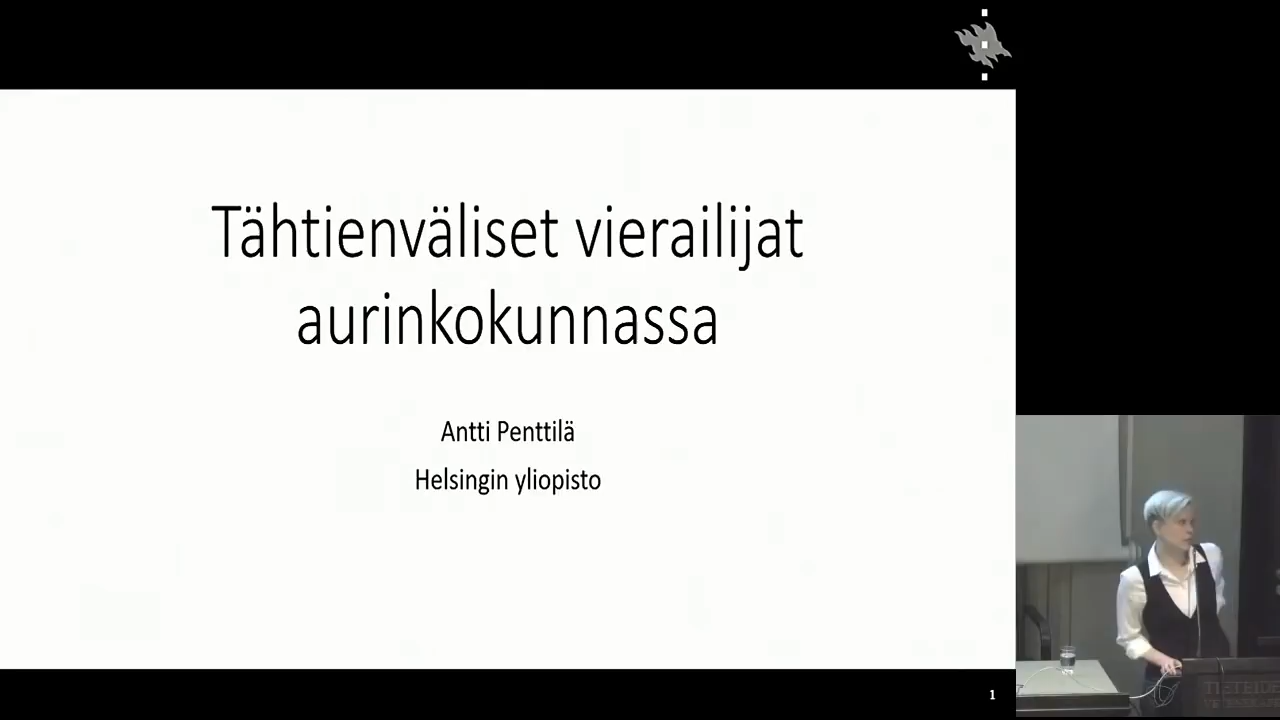 Tähtienväliset vierailijat
aurinkokunnassa
Antti Penttilä
Helsingin yliopisto
1